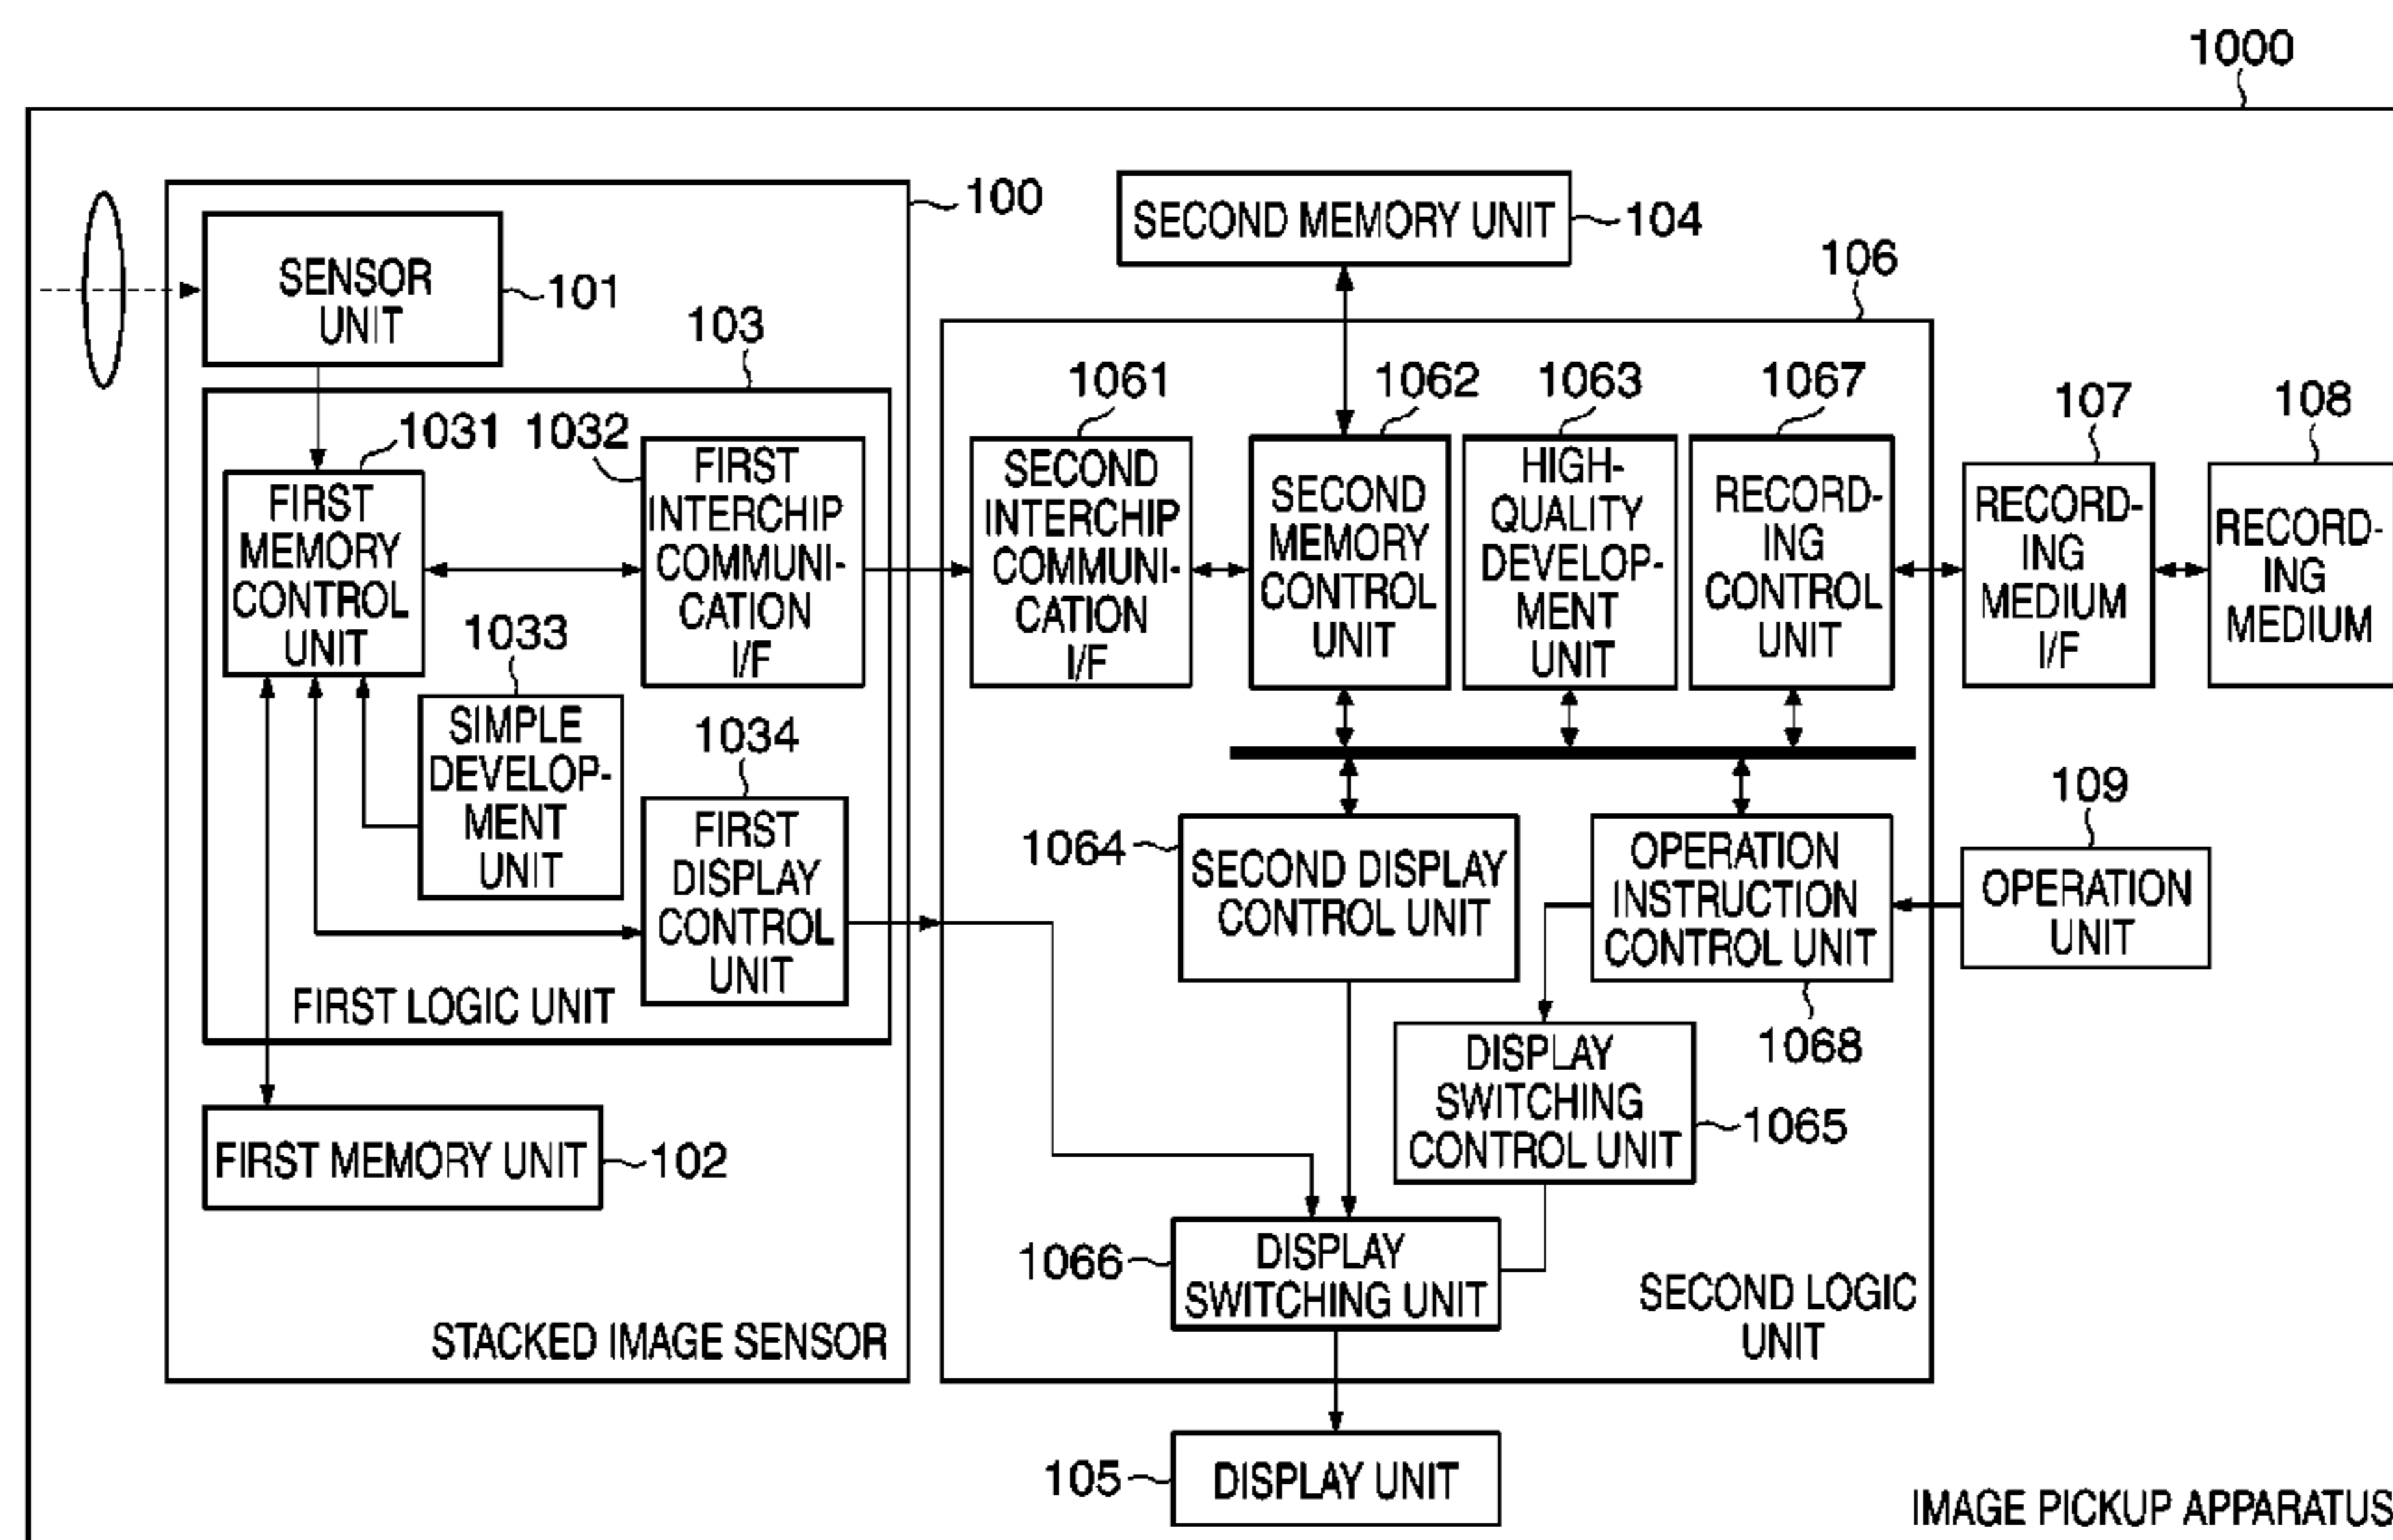 1000
100
SENSOR
UNIT
101
SECOND MEMORY UNIT
104
106
103
1031
1032
FIRST
MEMORY
CONTROL
UNIT
FIRST
INTERCHIP
COMMUNI-
CATION
I/F
1033
SIMPLE
DEVELOP-
MENT
UNIT
1034
FIRST
DISPLAY
CONTROL
UNIT
FIRST LOGIC UNIT
FIRST MEMORY UNIT
102
STACKED IMAGE SENSOR
1061
SECOND
INTERCHIP
COMMUNI-
CATION
I/F
1062
SECOND
MEMORY
CONTROL
UNIT
1063
HIGH-
QUALITY
DEVELOP-
MENT
UNIT
1067
RECORD-
ING
CONTROL
UNIT
107
RECORD-
ING
MEDIUM
I/F
108
RECORD-
ING
MEDIUM
1064
SECOND DISPLAY
CONTROL UNIT
OPERATION
INSTRUCTION
CONTROL UNIT
1068
109
OPERATION
UNIT
DISPLAY
SWITCHING
CONTROL UNIT
1065
1066
DISPLAY
SWITCHING UNIT
SECOND LOGIC
UNIT
105
DISPLAY UNIT
IMAGE PICKUP APPARATUS